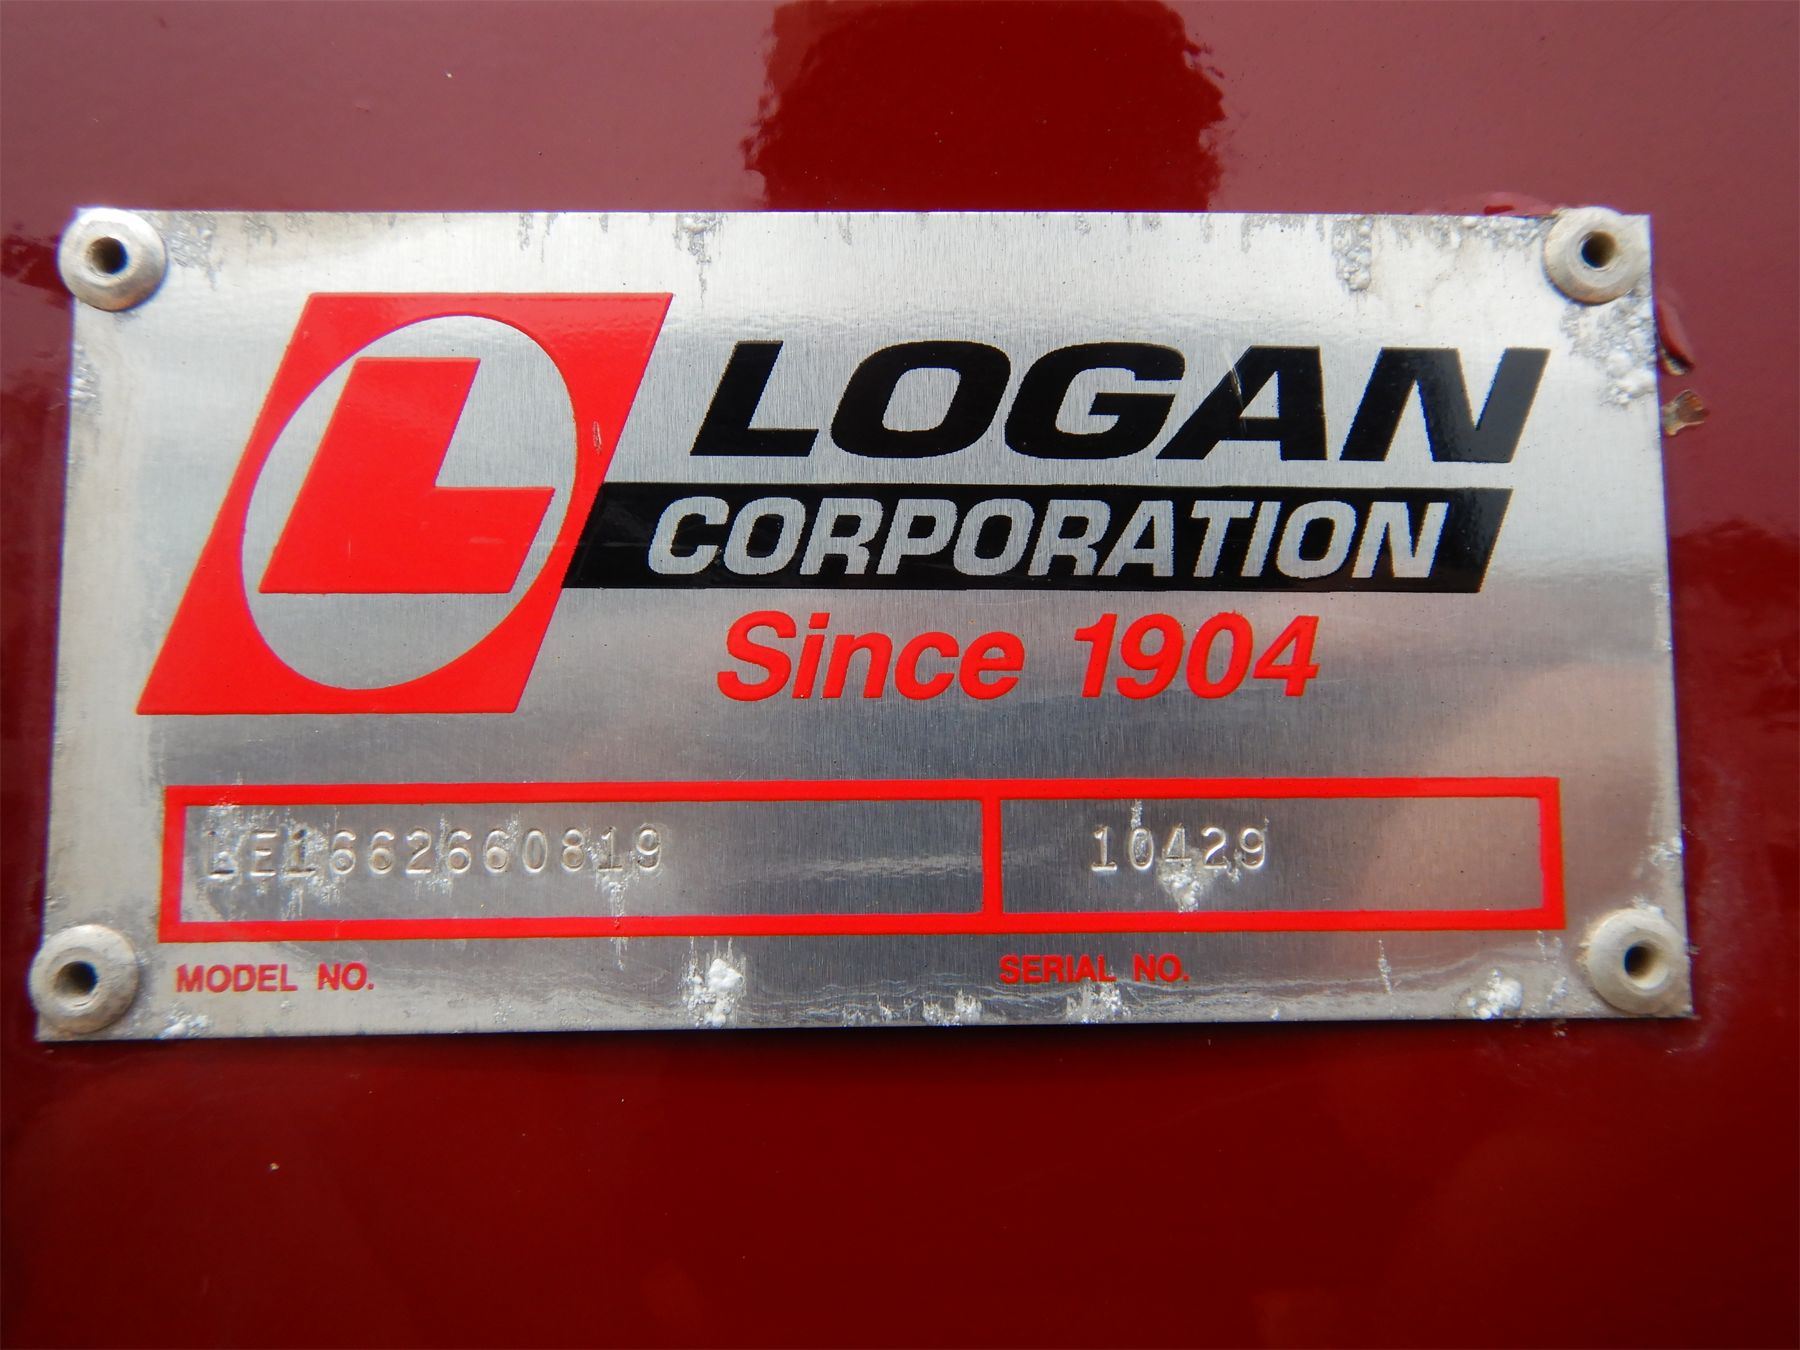 L
LOGAN
CORPORATION
Since 1904
LE1662660819
10429
MODEL NO.
SERIAL NO.